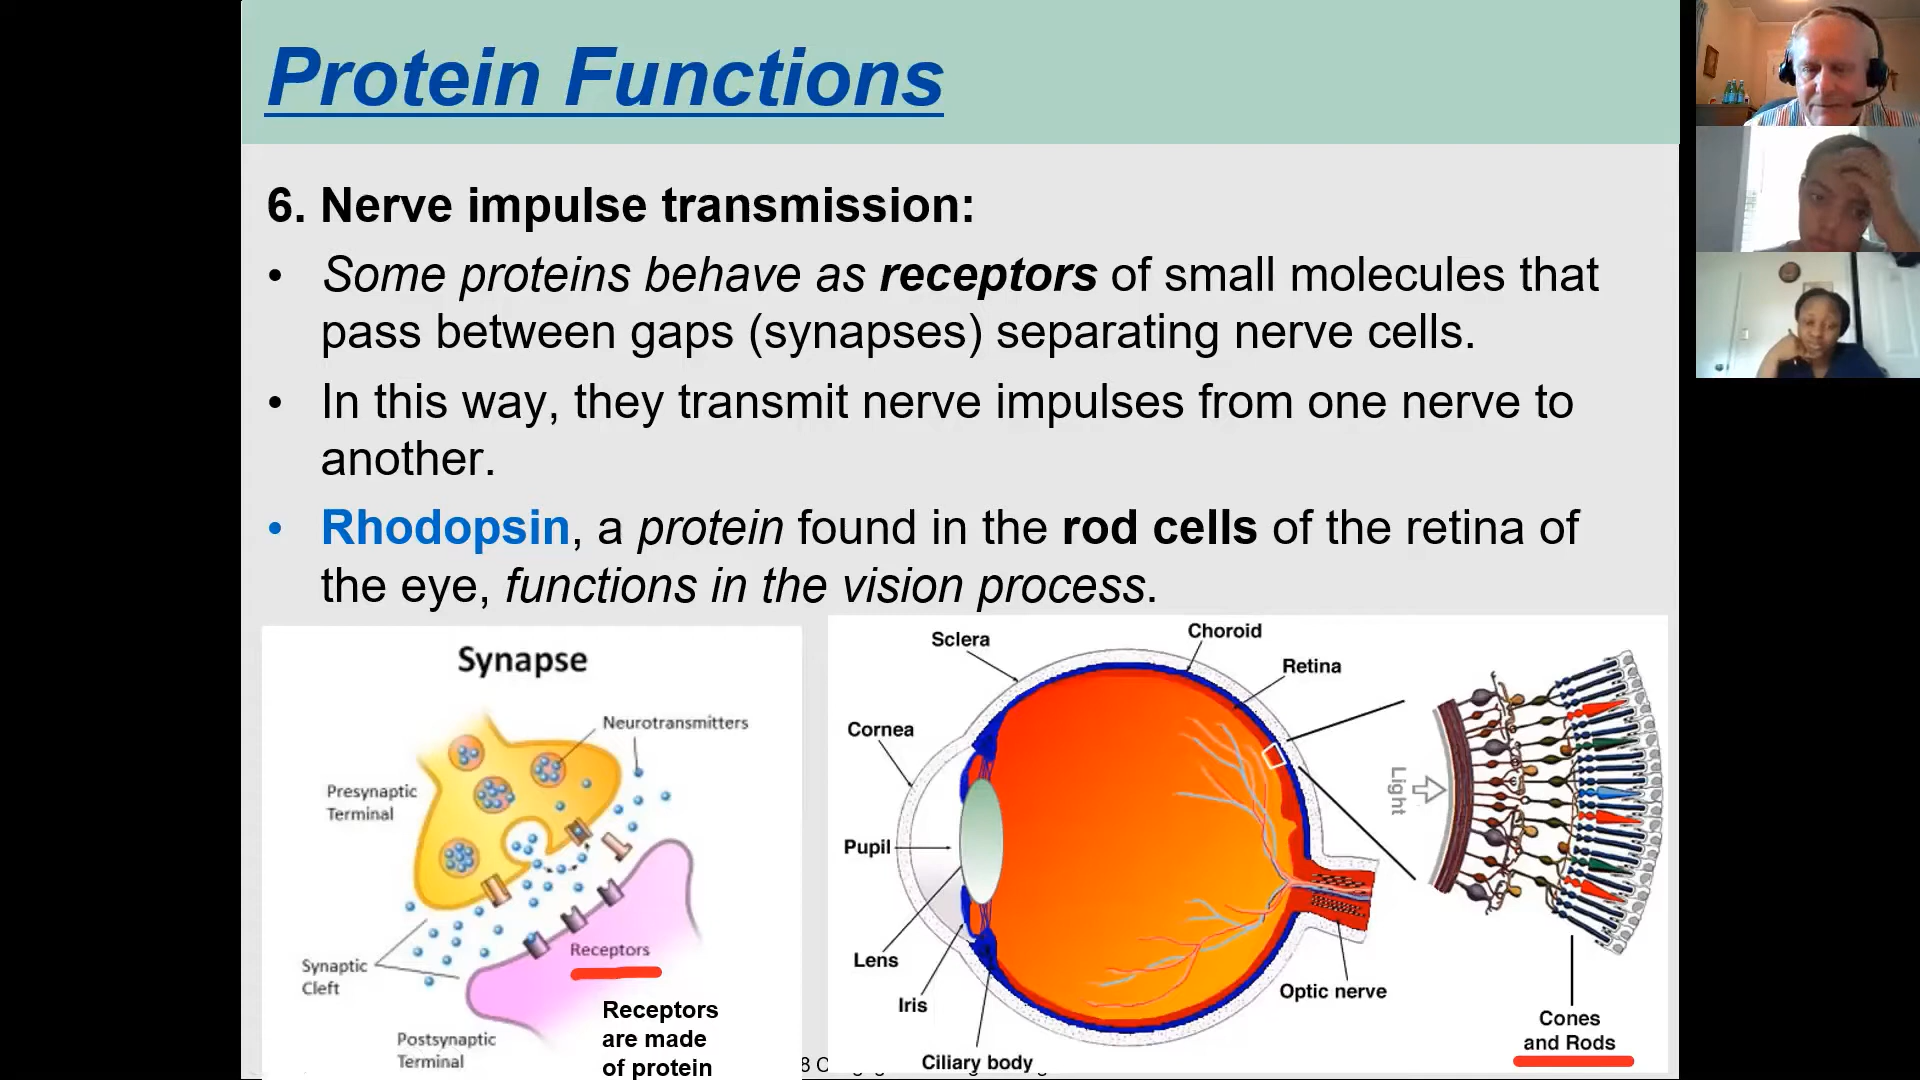 Protein Functions
6. Nerve impulse transmission:
• Some proteins behave as receptors of small molecules that
pass between gaps (synapses) separating nerve cells.
• In this way, they transmit nerve impulses from one nerve to
another.
• Rhodopsin, a protein found in the rod cells of the retina of
the eye, functions in the vision process.
Synapse
Neurotransmitters
Presynaptic
Terminal
Receptors
Synaptic
Cleft
Postsynaptic
Terminal
Receptors
are made
of protein
Sclera
Choroid
Retina
Cornea
Pupil
Lens
Iris
Ciliary body
Optic nerve
Light
Cones
and Rods